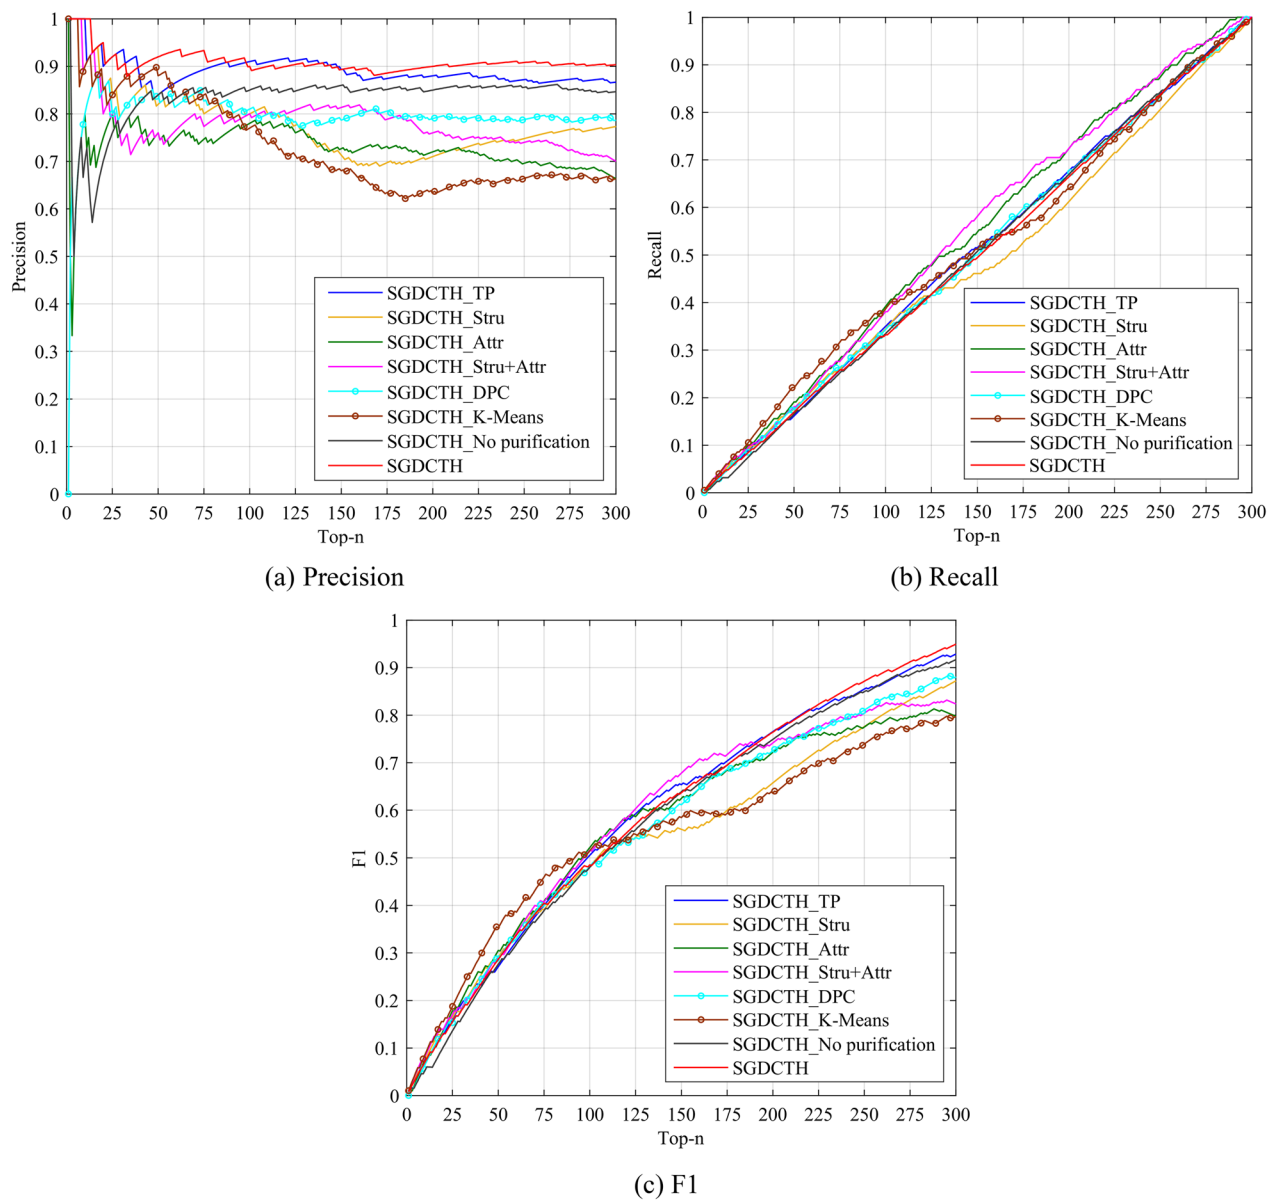 1
0.9
0.8
0.7
0.6
0.5
0.4
0.3
0.2
0.1
0
Precision
SGDCTH_TP
SGDCTH_Stru
SGDCTH_Attr
SGDCTH_Stru+Attr
SGDCTH_DPC
SGDCTH_K-Means
SGDCTH_No purification
SGDCTH
0 25 50 75 100 125 150 175 200 225 250 275 300
Top-n
(a) Precision
1
0.9
0.8
0.7
0.6
0.5
0.4
0.3
0.2
0.1
0
Recall
SGDCTH_TP
SGDCTH_Stru
SGDCTH_Attr
SGDCTH_Stru+Attr
SGDCTH_DPC
SGDCTH_K-Means
SGDCTH_No purification
SGDCTH
0 25 50 75 100 125 150 175 200 225 250 275 300
Top-n
(b) Recall
1
0.9
0.8
0.7
0.6
0.5
0.4
0.3
0.2
0.1
0
F1
SGDCTH_TP
SGDCTH_Stru
SGDCTH_Attr
SGDCTH_Stru+Attr
SGDCTH_DPC
SGDCTH_K-Means
SGDCTH_No purification
SGDCTH
0 25 50 75 100 125 150 175 200 225 250 275 300
Top-n
(c) F1